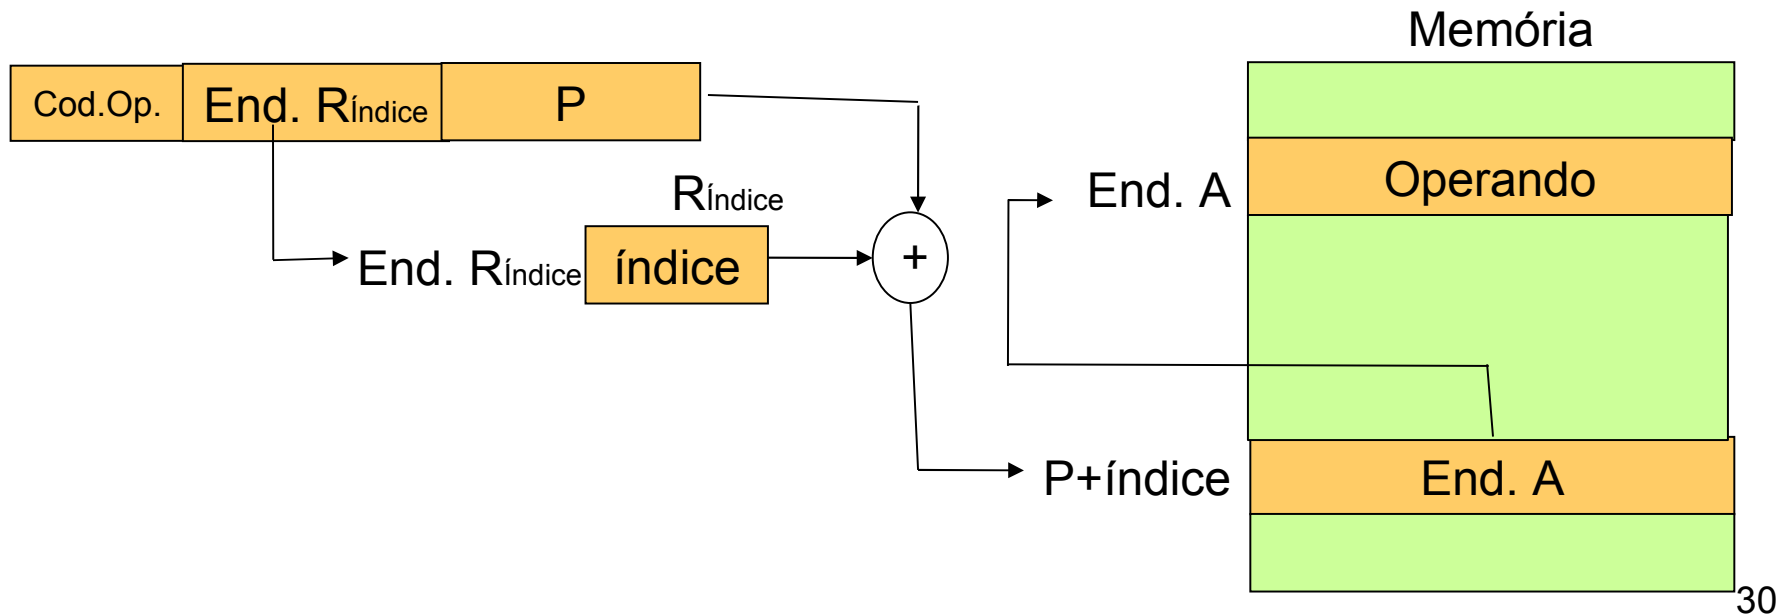 Memória
Cod.Op. End. RÍndice P
RÍndice
End. A Operando
End. RÍndice índice +
P+índice End. A
30